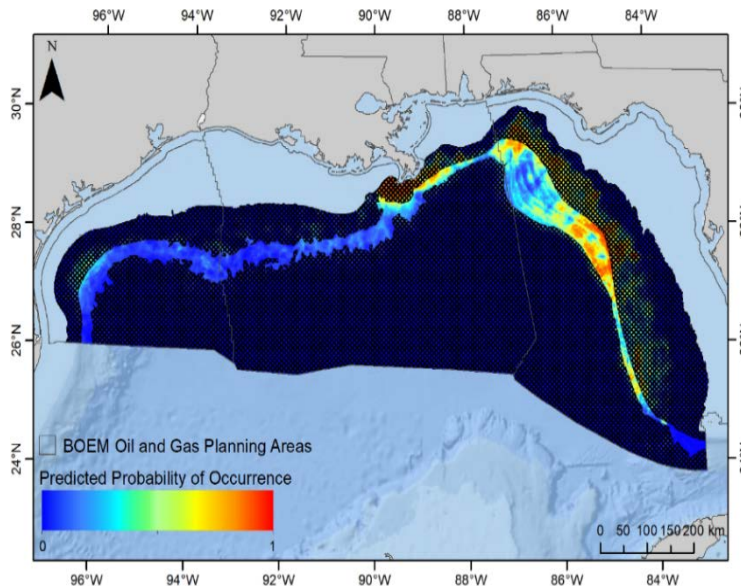 96°W 94°W 92°W 90°W 88°W 86°W 84°W
N
30°N
28°N
26°N
24°N
BOEM Oil and Gas Planning Areas
Predicted Probability of Occurrence
0 1
0 50 100 150 200 km
96°W 94°W 92°W 90°W 88°W 86°W 84°W